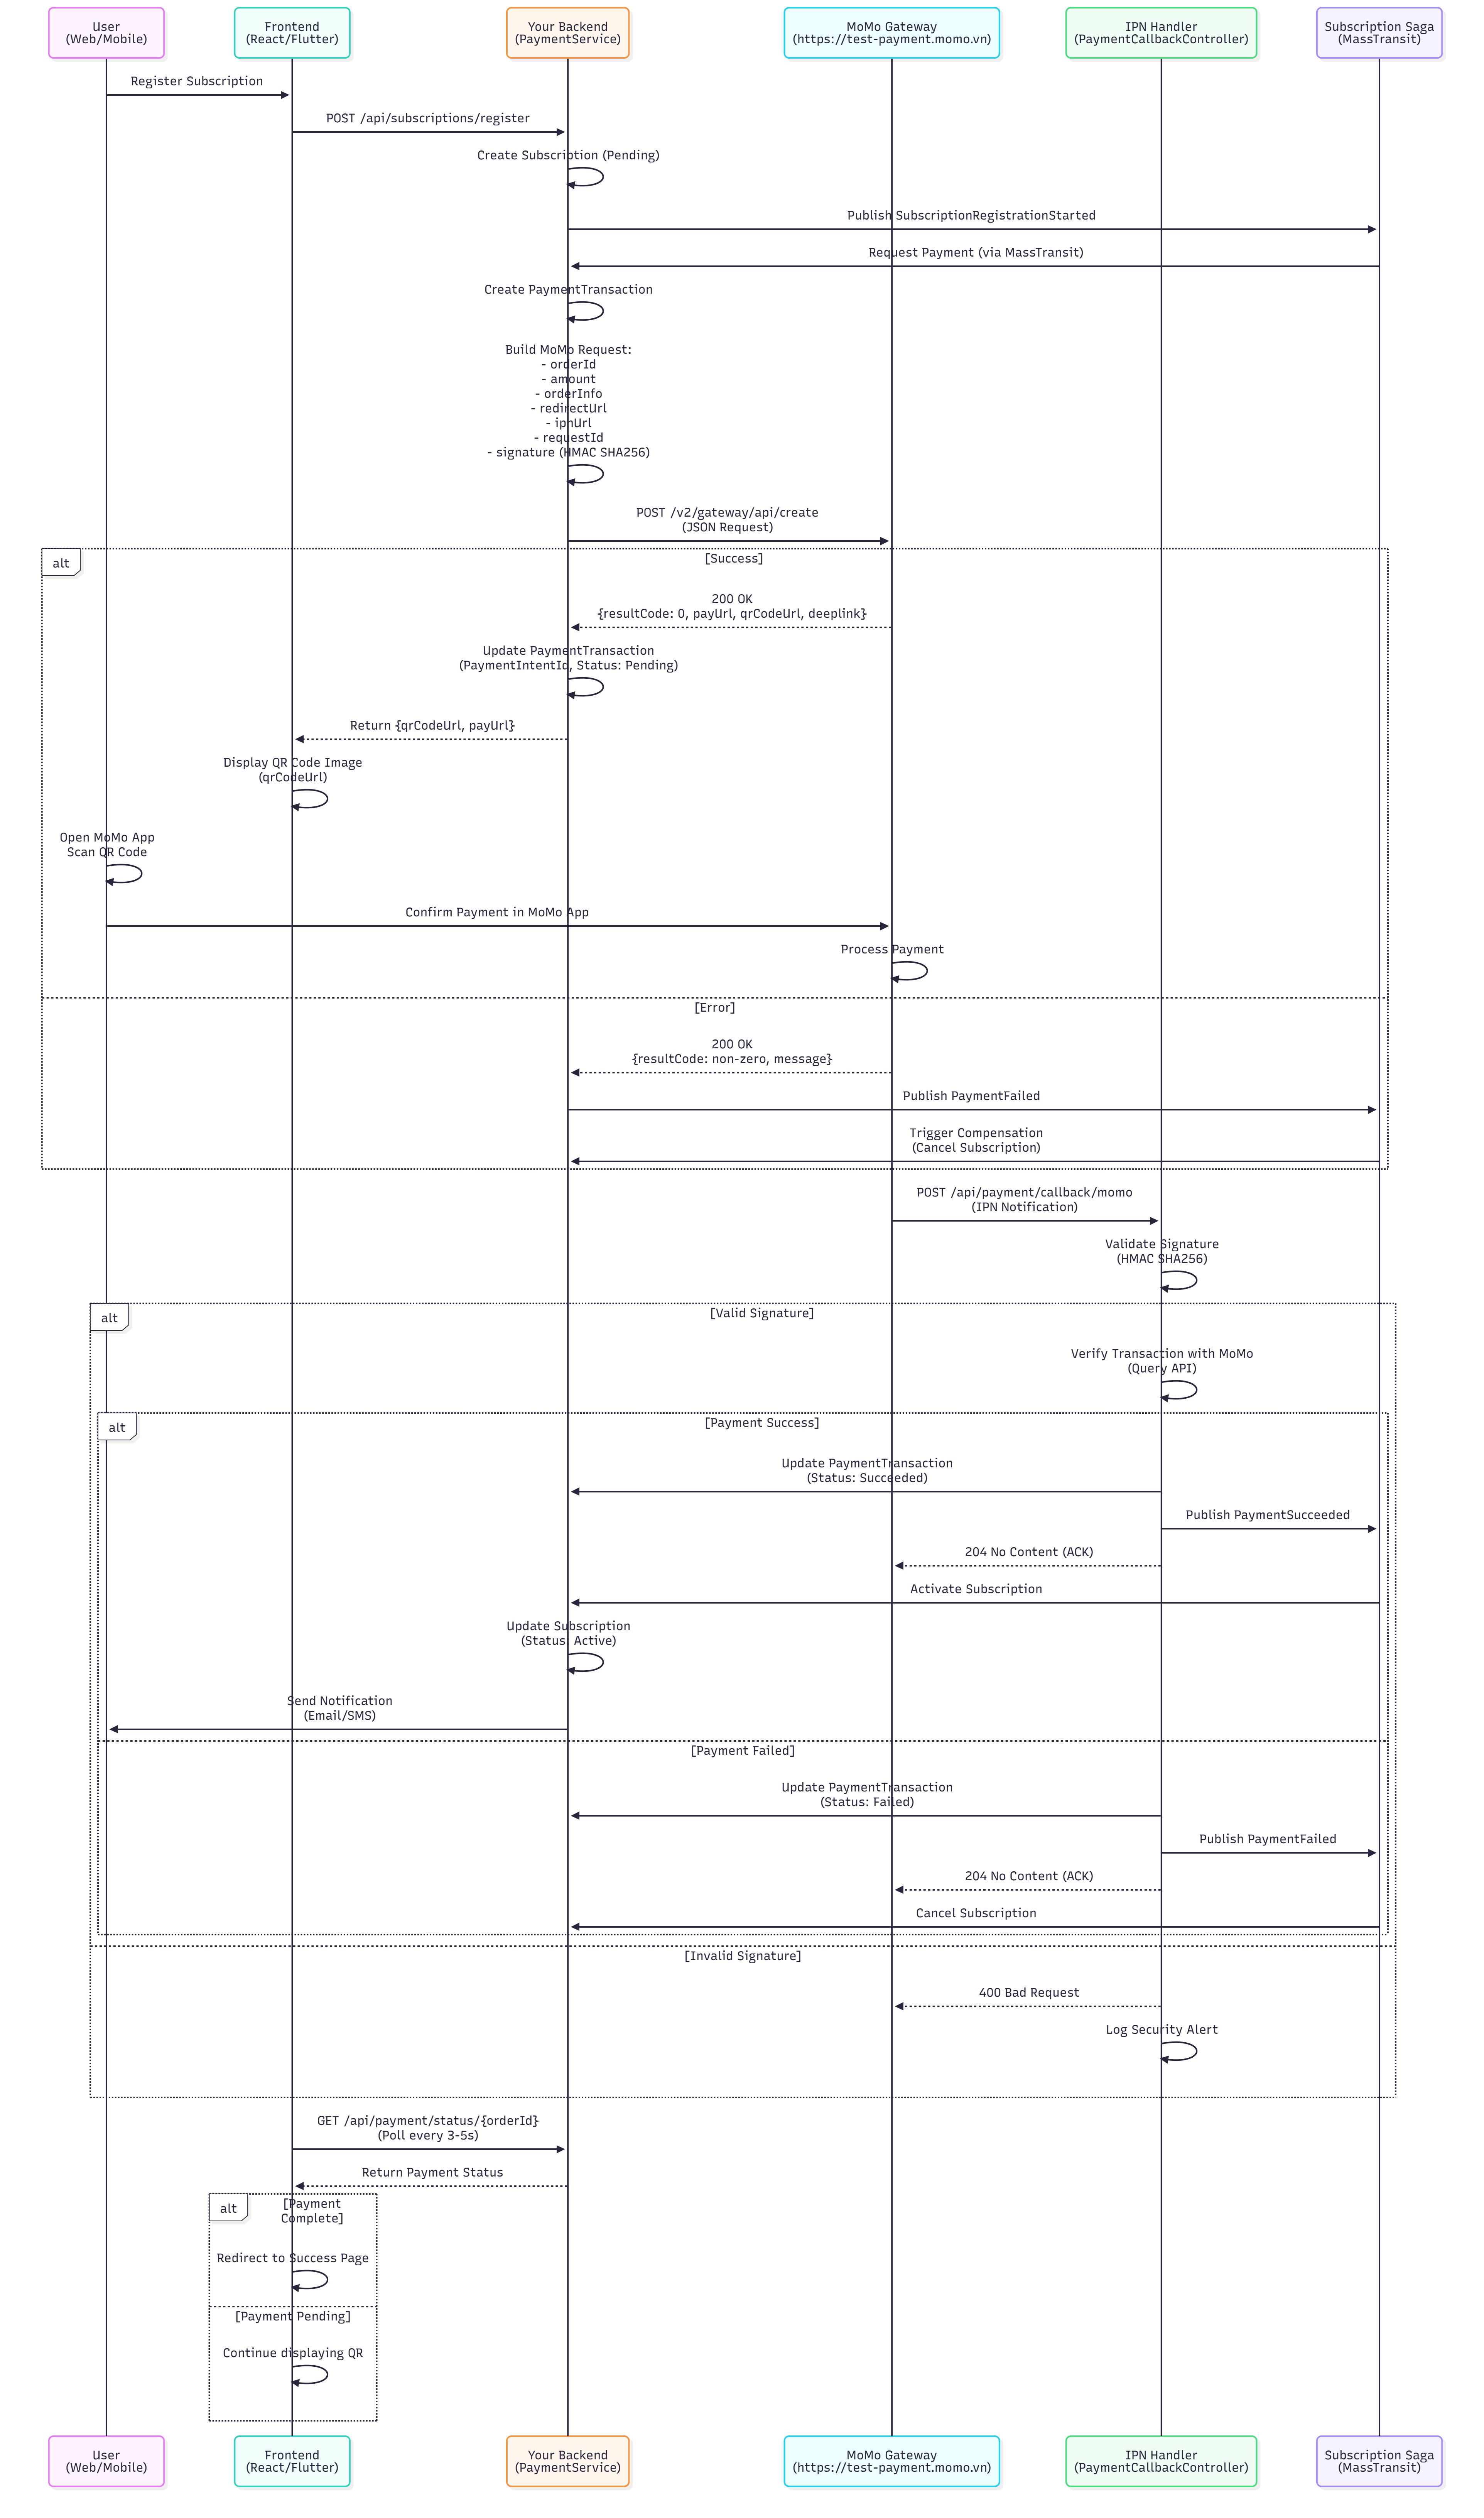 User
(Web/Mobile)
Frontend
(React/Flutter)
Your Backend
(PaymentService)
MoMo Gateway
(https://test-payment.momo.vn)
IPN Handler
(PaymentCallbackController)
Subscription Saga
(MassTransit)
Register Subscription
POST /api/subscriptions/register
Create Subscription (Pending)
Publish SubscriptionRegistrationStarted
Request Payment (via MassTransit)
Create PaymentTransaction
Build MoMo Request:
- orderId
- amount
- orderInfo
- redirectUrl
- ipnUrl
- requestId
- signature (HMAC SHA256)
POST /v2/gateway/api/create
(JSON Request)
alt
[Success]
200 OK
{resultCode: 0, payUrl, qrCodeUrl, deeplink}
Update PaymentTransaction
(PaymentIntentId, Status: Pending)
Return {qrCodeUrl, payUrl}
Display QR Code Image
(qrCodeUrl)
Open MoMo App
Scan QR Code
Confirm Payment in MoMo App
Process Payment
[Error]
200 OK
{resultCode: non-zero, message}
Publish PaymentFailed
Trigger Compensation
(Cancel Subscription)
POST /api/payment/callback/momo
(IPN Notification)
Validate Signature
(HMAC SHA256)
alt
[Valid Signature]
Verify Transaction with MoMo
(Query API)
alt
[Payment Success]
Update PaymentTransaction
(Status: Succeeded)
Publish PaymentSucceeded
204 No Content (ACK)
Activate Subscription
Update Subscription
(Status: Active)
Send Notification
(Email/SMS)
[Payment Failed]
Update PaymentTransaction
(Status: Failed)
Publish PaymentFailed
204 No Content (ACK)
Cancel Subscription
[Invalid Signature]
400 Bad Request
Log Security Alert
GET /api/payment/status/{orderId}
(Poll every 3-5s)
Return Payment Status
alt
[Payment
Complete]
Redirect to Success Page
[Payment Pending]
Continue displaying QR
User
(Web/Mobile)
Frontend
(React/Flutter)
Your Backend
(PaymentService)
MoMo Gateway
(https://test-payment.momo.vn)
IPN Handler
(PaymentCallbackController)
Subscription Saga
(MassTransit)